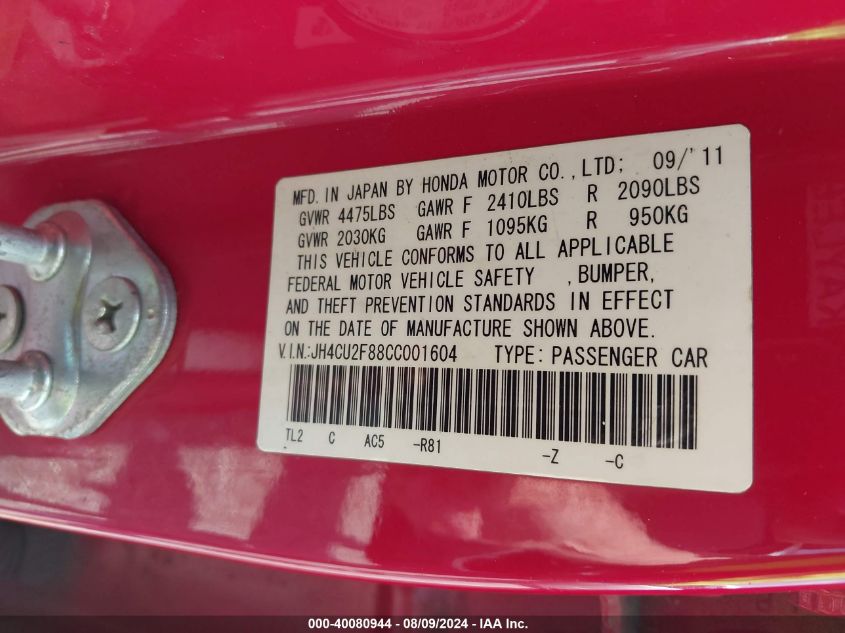 MFD. IN JAPAN BY HONDA MOTOR CO.,LTD; 09/'11
GVWR 4475LBS GAWR F 2410LBS R 2090LBS
GVWR 2030KG GAWR F 1095KG R 950KG
THIS VEHICLE CONFORMS TO ALL APPLICABLE
FEDERAL MOTOR VEHICLE SAFETY ,BUMPER,
AND THEFT PREVENTION STANDARDS IN EFFECT
ON THE DATE OF MANUFACTURE SHOWN ABOVE.
V.I.N.:JH4CU2F88CC001604 TYPE: PASSENGER CAR
TL2 C AC5 -R81 -Z -C
000-40080944 - 08/09/2024 - IAA Inc.